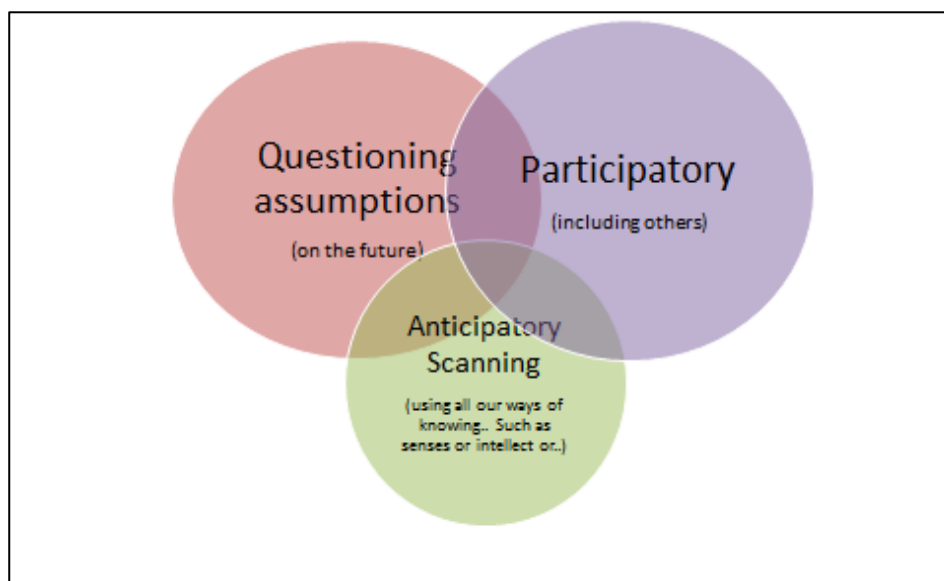 Questioning
assumptions
(on the future)
Participatory
(including others)
Anticipatory
Scanning
(using all our ways of
knowing.. Such as
senses or intellect or..)